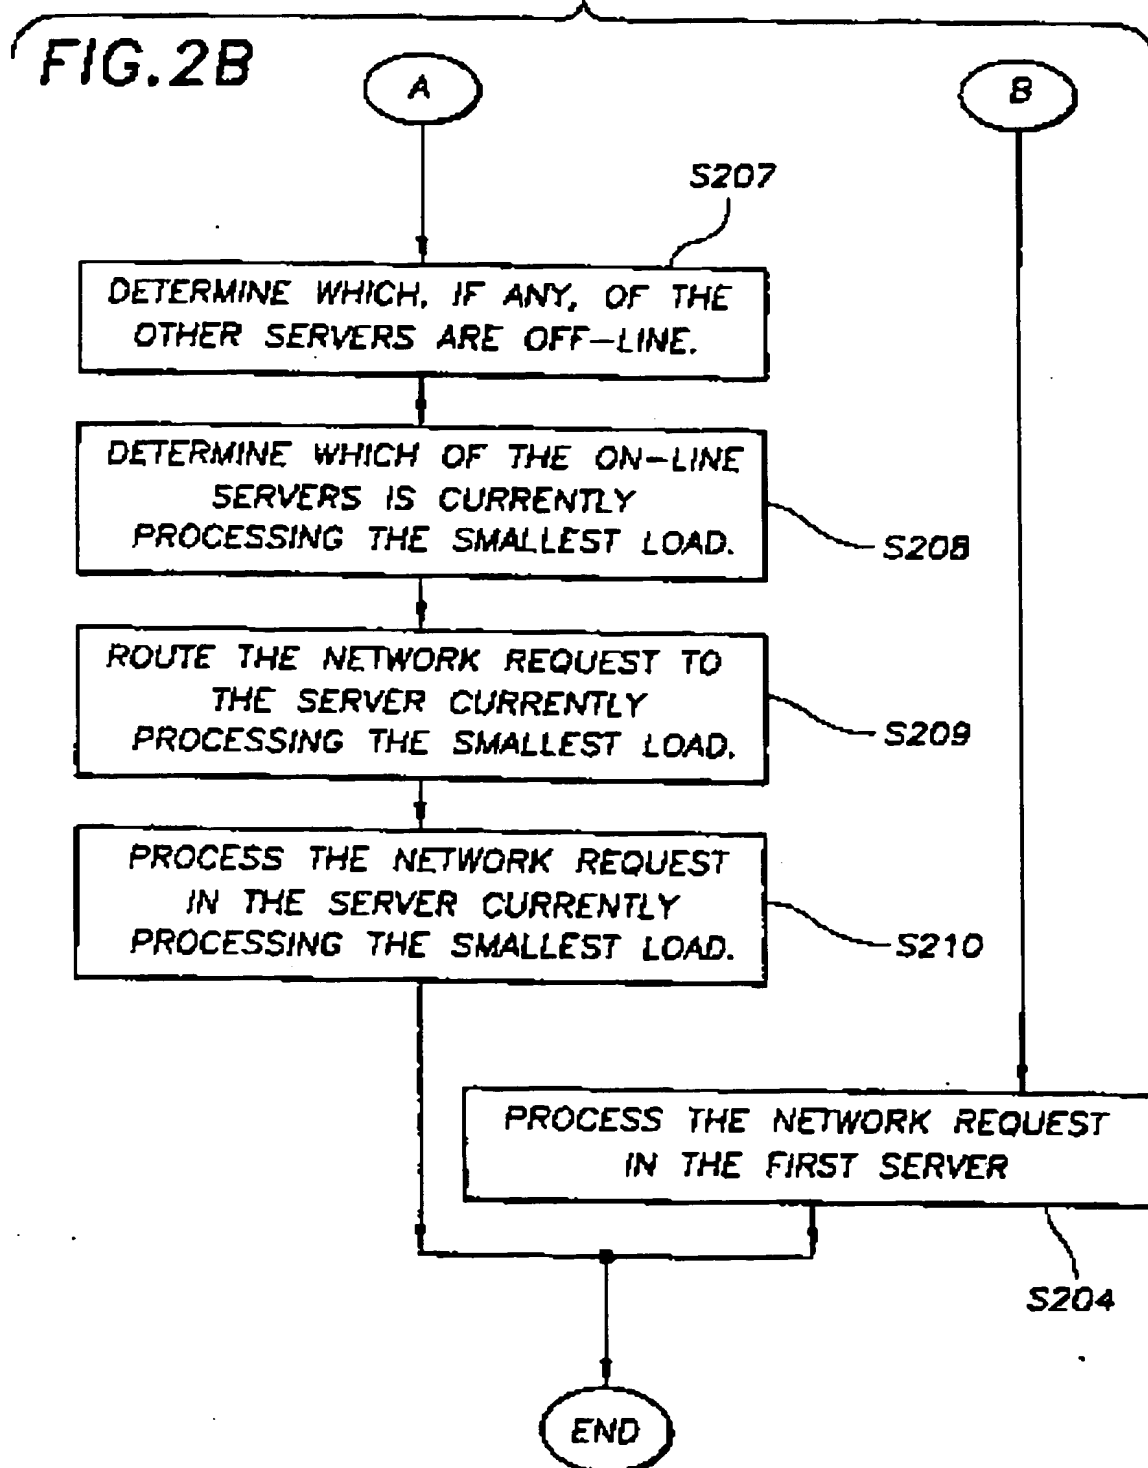 FIG.2B
A
B
S207
DETERMINE WHICH, IF ANY, OF THE
OTHER SERVERS ARE OFF-LINE.
DETERMINE WHICH OF THE ON-LINE
SERVERS IS CURRENTLY
PROCESSING THE SMALLEST LOAD.
S208
ROUTE THE NETWORK REQUEST TO
THE SERVER CURRENTLY
PROCESSING THE SMALLEST LOAD.
S209
PROCESS THE NETWORK REQUEST
IN THE SERVER CURRENTLY
PROCESSING THE SMALLEST LOAD.
S210
PROCESS THE NETWORK REQUEST
IN THE FIRST SERVER
S204
END